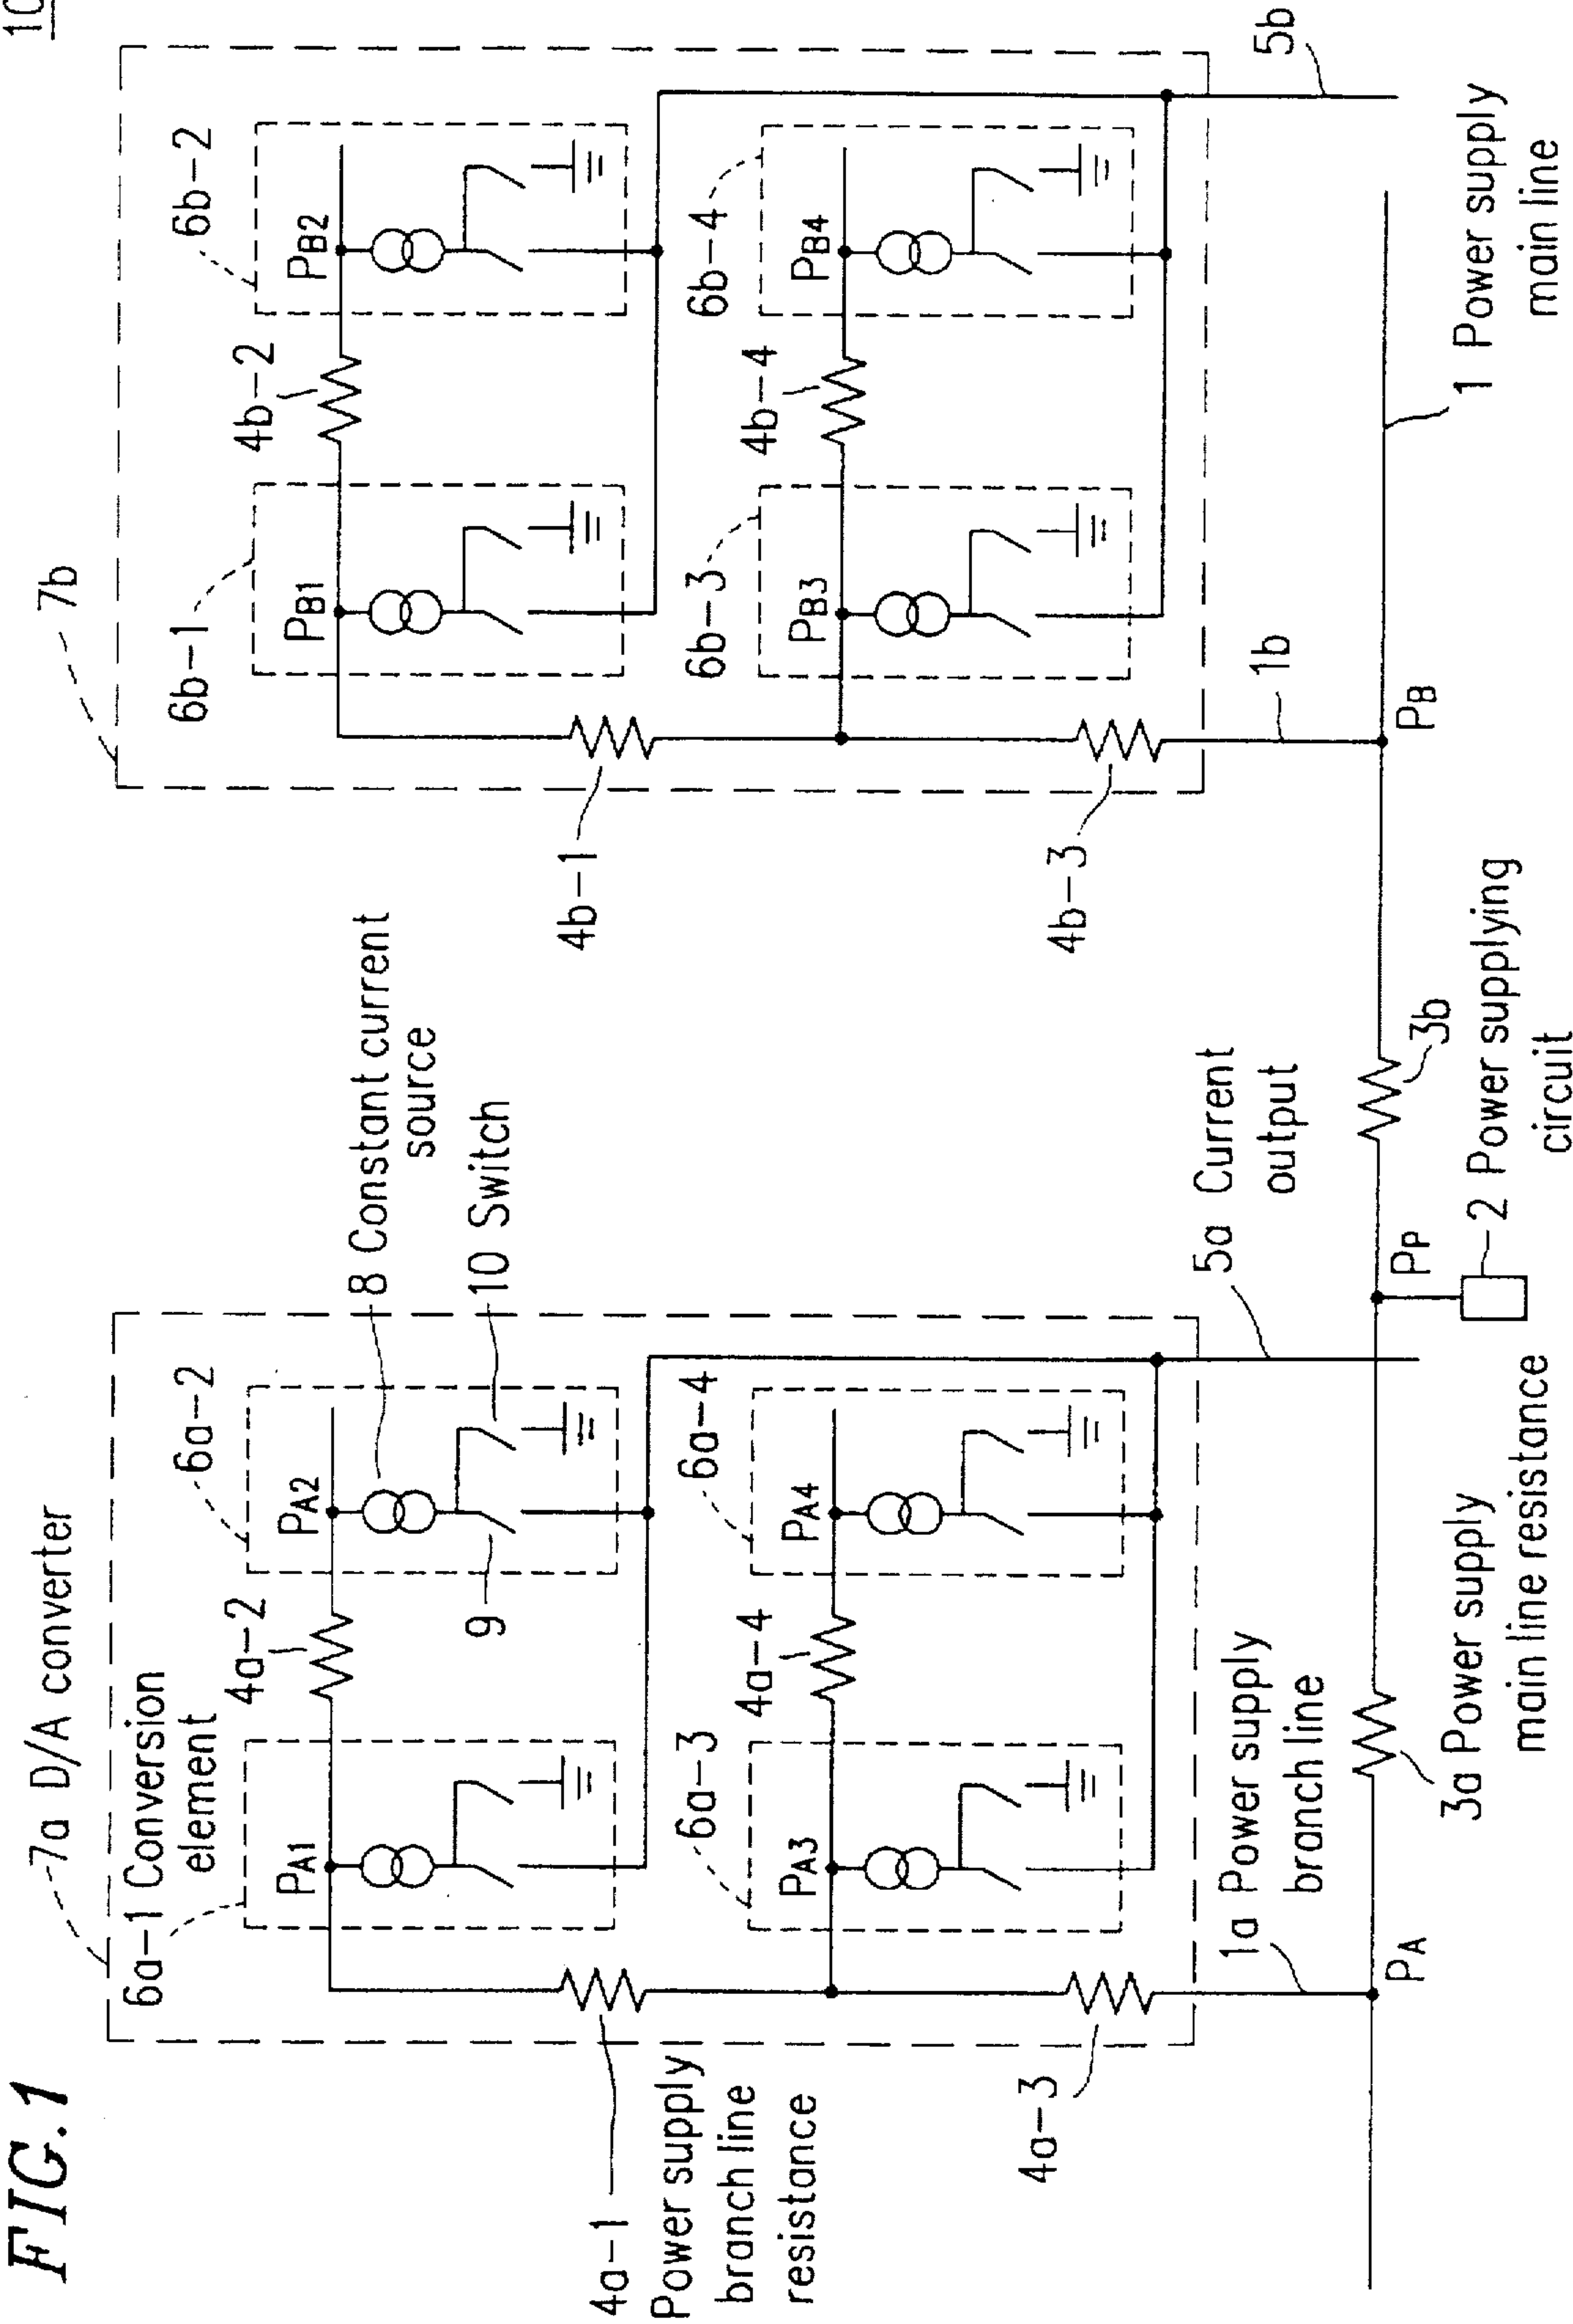 FIG.1
10
7a D/A converter
7b
6a-1 Conversion
element
6a-2
8 Constant current
source
10 Switch
9
PA1
4a-2
PA2
6b-1
6b-2
PB1
4b-2
PB2
4a-1
Power supply
branch line
resistance
4b-1
6a-3
6a-4
PA3
4a-4
PA4
6b-3
6b-4
PB3
4b-4
PB4
4a-3
4b-3
1a Power supply
branch line
5a Current
output
1b
5b
PA
PP
PB
3a Power supply
main line resistance
3b
2 Power supplying
circuit
1 Power supply
main line